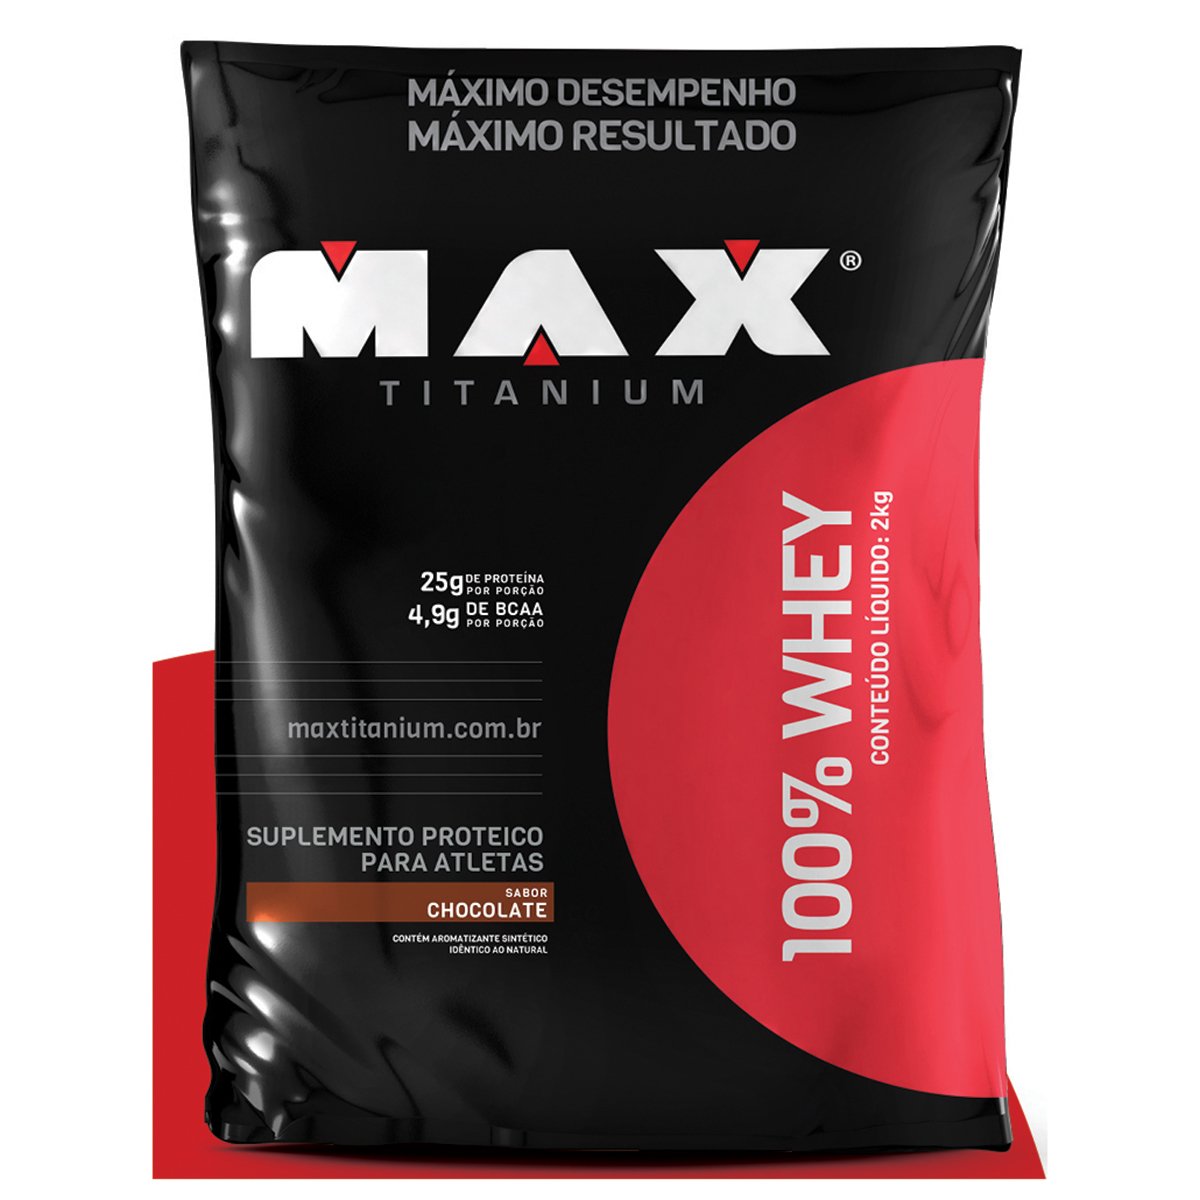 MÁXIMO DESEMPENHO
MÁXIMO RESULTADO
MAX®
TITANIUM
25g DE PROTEÍNA
POR PORÇÃO
4,9g DE BCAA
POR PORÇÃO
maxtitanium.com.br
SUPLEMENTO PROTEICO
PARA ATLETAS
SABOR
CHOCOLATE
CONTÉM AROMATIZANTE SINTÉTICO
IDÊNTICO AO NATURAL
100% WHEY
CONTEÚDO LÍQUIDO: 2kg